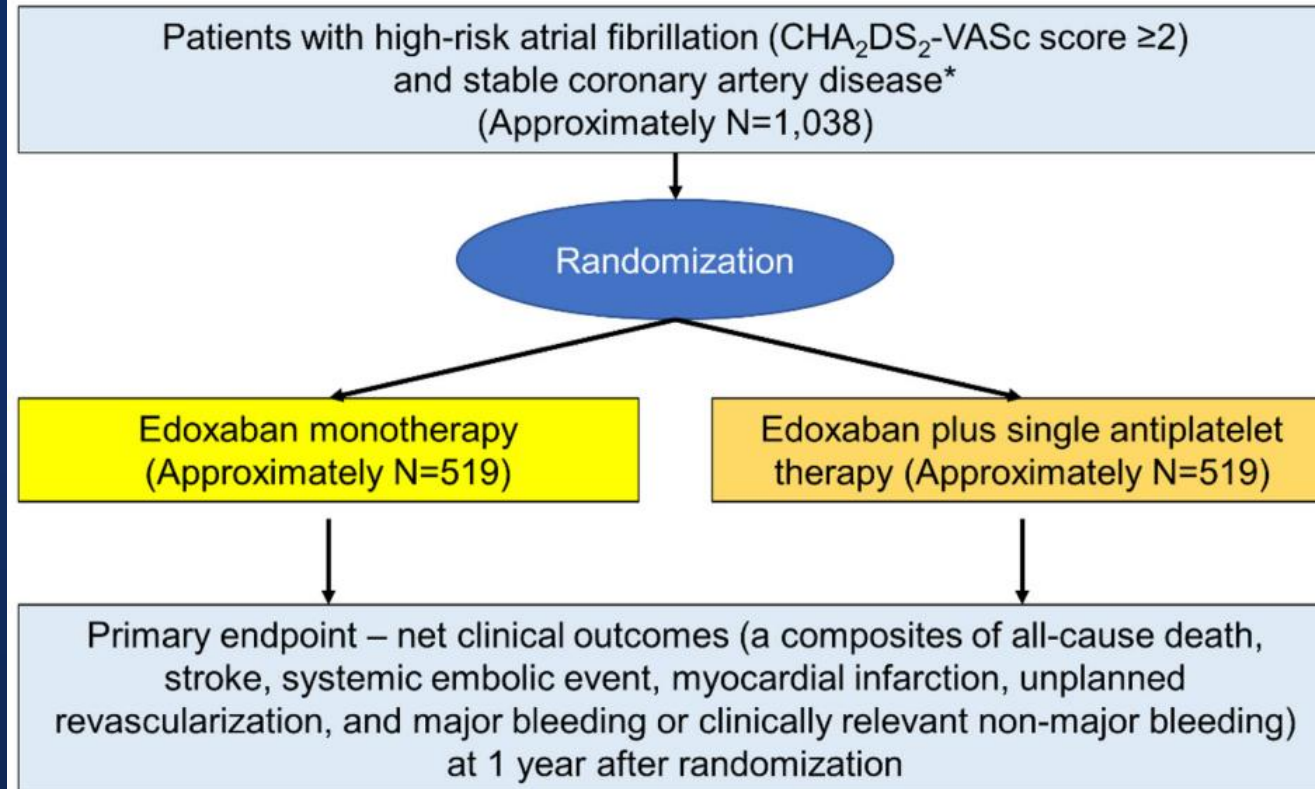 Patients with high-risk atrial fibrillation (CHA₂DS₂-VASc score ≥2)
and stable coronary artery disease*
(Approximately N=1,038)
Randomization
Edoxaban monotherapy
(Approximately N=519)
Edoxaban plus single antiplatelet
therapy (Approximately N=519)
Primary endpoint – net clinical outcomes (a composites of all-cause death,
stroke, systemic embolic event, myocardial infarction, unplanned
revascularization, and major bleeding or clinically relevant non-major bleeding)
at 1 year after randomization